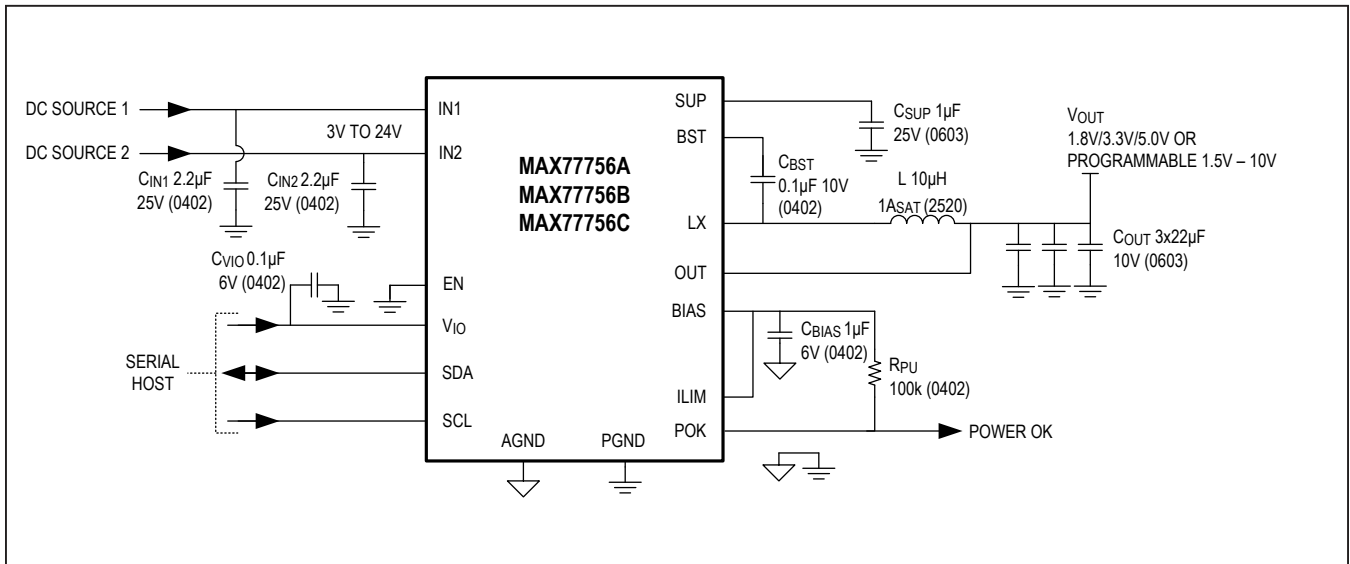 DC SOURCE 1
DC SOURCE 2
3V TO 24V
CIN1 2.2µF
25V (0402)
CIN2 2.2µF
25V (0402)
CVIO 0.1µF
6V (0402)
SERIAL
HOST
IN1
IN2
EN
VIO
SDA
SCL
MAX77756A
MAX77756B
MAX77756C
AGND
PGND
SUP
BST
LX
OUT
BIAS
ILIM
POK
CSUP 1µF
25V (0603)
CBST
0.1µF 10V
(0402)
L 10µH
1ASAT (2520)
VOUT
1.8V/3.3V/5.0V OR
PROGRAMMABLE 1.5V – 10V
COUT 3x22µF
10V (0603)
CBIAS 1µF
6V (0402)
RPU
100k (0402)
POWER OK